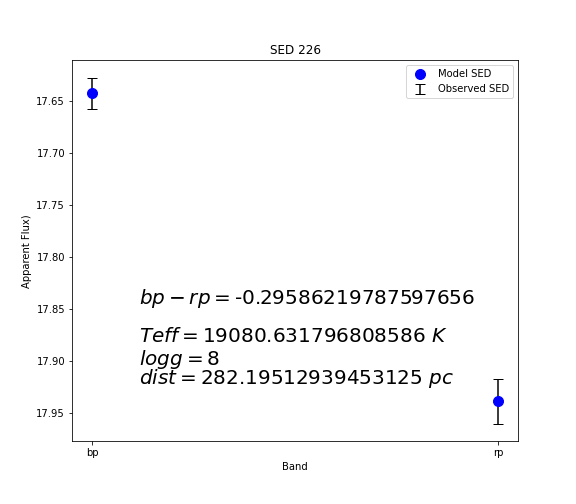 SED 226
Model SED
Observed SED
17.65
17.70
17.75
17.80
17.85
17.90
17.95
Apparent Flux)
bp − rp = -0.29586219787597656
Teff = 19080.631796808586 K
logg = 8
dist = 282.19512939453125 pc
bp
rp
Band